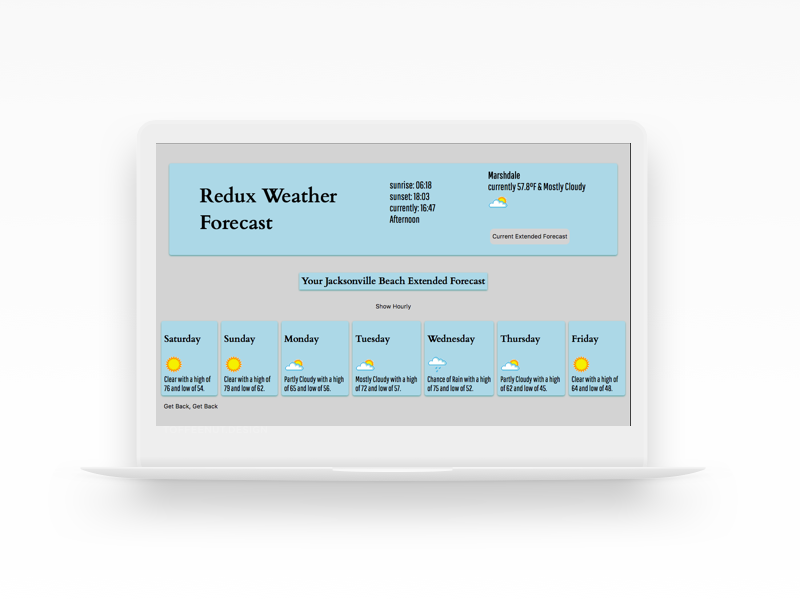 Redux Weather
Forecast
sunrise: 06:18
sunset: 18:03
currently: 16:47
Afternoon
Marshdale
currently 57.8ºF & Mostly Cloudy
Current Extended Forecast
Your Jacksonville Beach Extended Forecast
Show Hourly
Saturday
Clear with a high of
76 and low of 54.
Sunday
Clear with a high of
79 and low of 62.
Monday
Partly Cloudy with a high
of 65 and low of 56.
Tuesday
Mostly Cloudy with a high
of 72 and low of 57.
Wednesday
Chance of Rain with a high
of 75 and low of 52.
Thursday
Partly Cloudy with a high
of 62 and low of 45.
Friday
Clear with a high of
64 and low of 48.
Get Back, Get Back